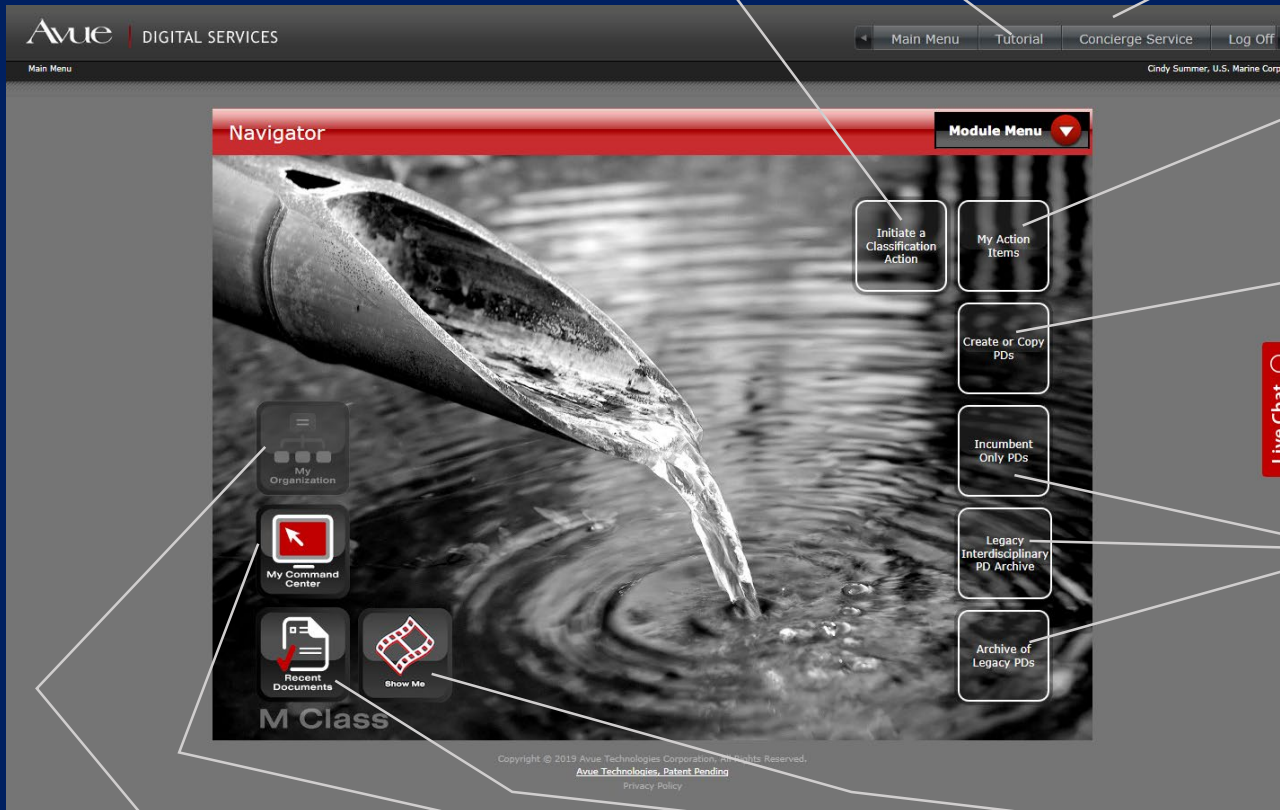 AVUE | DIGITAL SERVICES
Main Menu
Tutorial
Concierge Service
Log Off
Main Menu
Cindy Summer, U.S. Marine Corp
Navigator
Module Menu
Initiate a
Classification
Action
My Action
Items
Create or Copy
PDs
Live Chat
Incumbent
Only PDs
My
Organization
Legacy
Interdisciplinary
PD Archive
My Command
Center
Archive of
Legacy PDs
Recent
Documents
Show Me
M Class
Copyright © 2019 Avue Technologies Corporation. All Rights Reserved.
Avue Technologies, Patent Pending
Privacy Policy